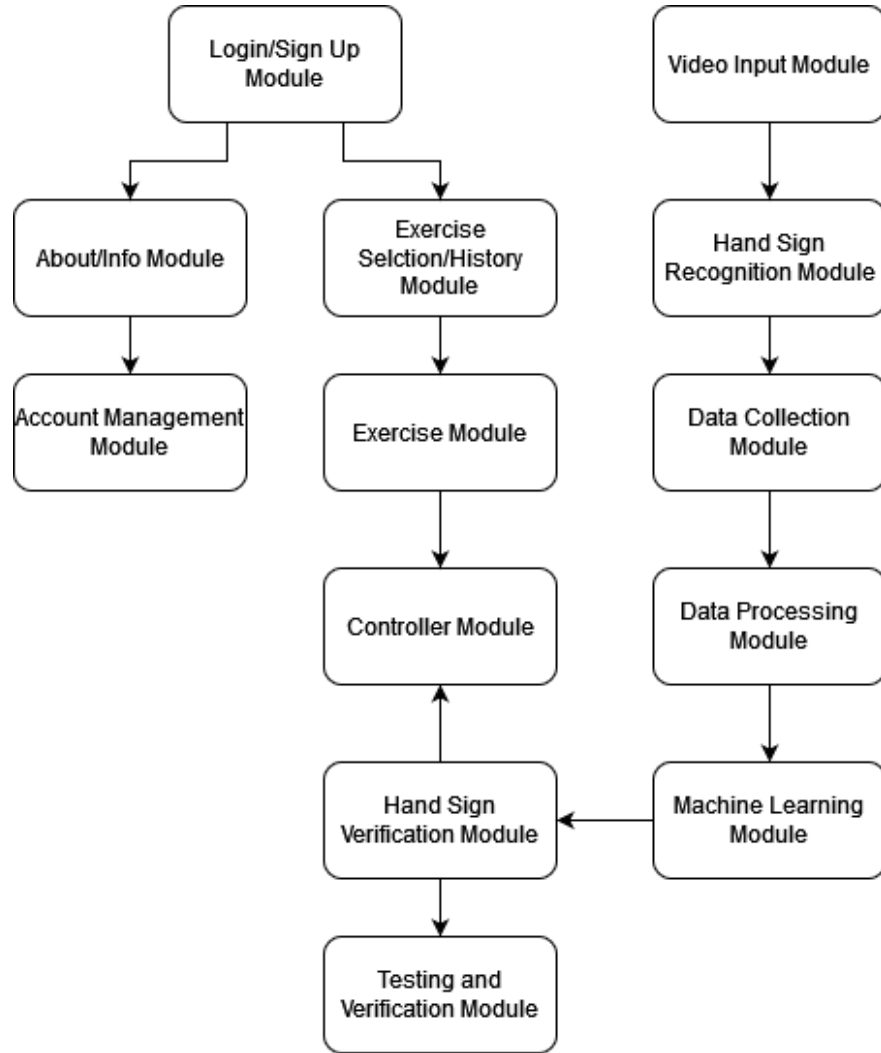 Login/Sign Up
Module
Video Input Module
About/Info Module
Exercise
Selction/History
Module
Hand Sign
Recognition Module
Account Management
Module
Exercise Module
Data Collection
Module
Controller Module
Data Processing
Module
Hand Sign
Verification Module
Machine Learning
Module
Testing and
Verification Module